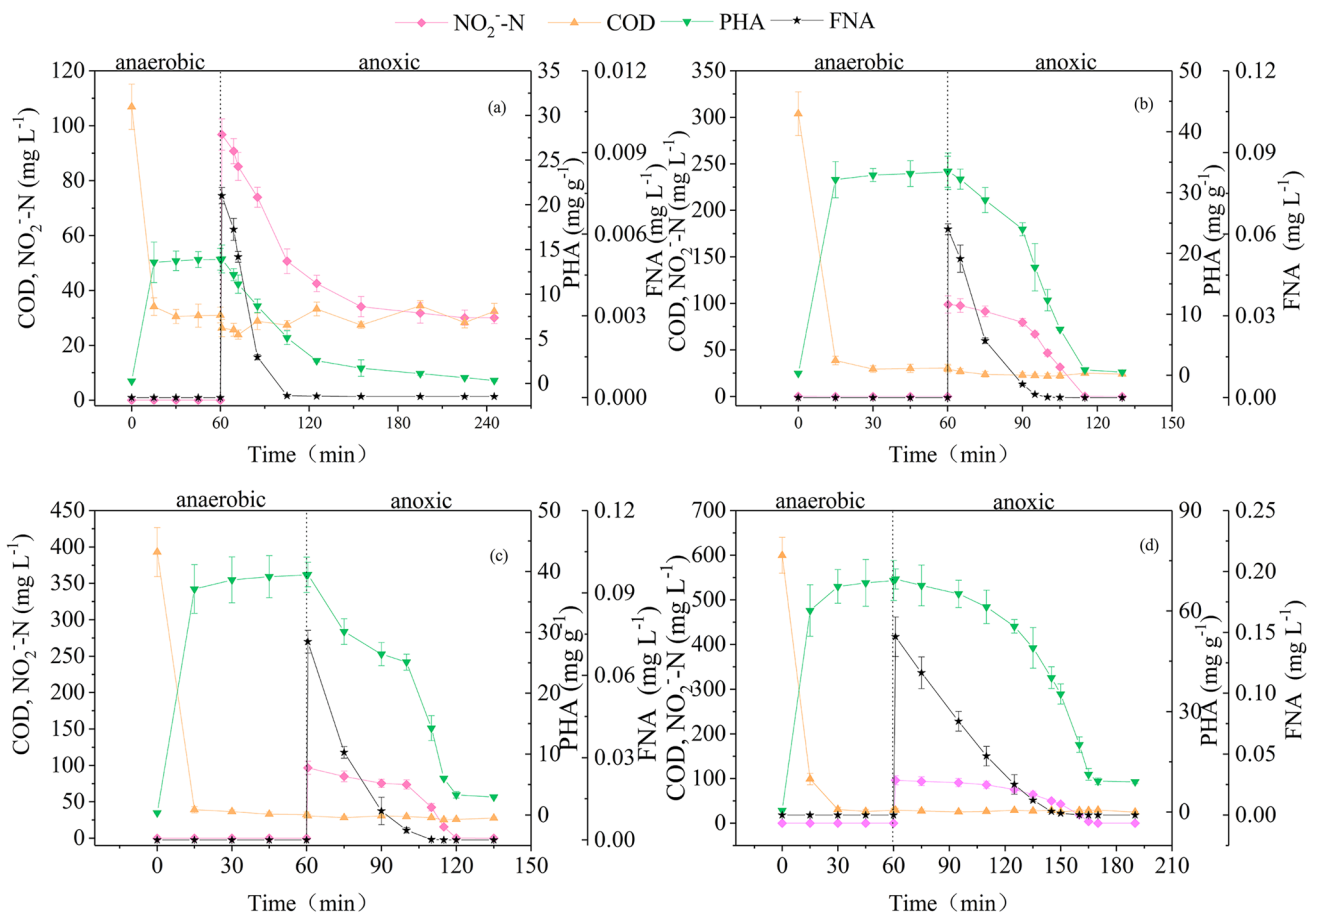 NO₂⁻-N COD PHA FNA
anaerobic anoxic
(a)
COD, NO₂⁻-N (mg L⁻¹)
0 20 40 60 80 100 120
PHA (mg g⁻¹)
0 5 10 15 20 25 30 35
FNA (mg L⁻¹)
0.000 0.003 0.006 0.009 0.012
0 60 120 180 240
Time (min)
anaerobic anoxic
(b)
COD, NO₂⁻-N (mg L⁻¹)
0 50 100 150 200 250 300 350
PHA (mg g⁻¹)
0 10 20 30 40 50
FNA (mg L⁻¹)
0.00 0.03 0.06 0.09 0.12
0 30 60 90 120 150
Time (min)
anaerobic anoxic
(c)
COD, NO₂⁻-N (mg L⁻¹)
0 50 100 150 200 250 300 350 400 450
PHA (mg g⁻¹)
0 10 20 30 40 50
FNA (mg L⁻¹)
0.00 0.03 0.06 0.09 0.12
0 30 60 90 120 150
Time (min)
anaerobic anoxic
(d)
COD, NO₂⁻-N (mg L⁻¹)
0 100 200 300 400 500 600 700
PHA (mg g⁻¹)
0 30 60 90
FNA (mg L⁻¹)
0.00 0.05 0.10 0.15 0.20 0.25
0 30 60 90 120 150 180 210
Time (min)